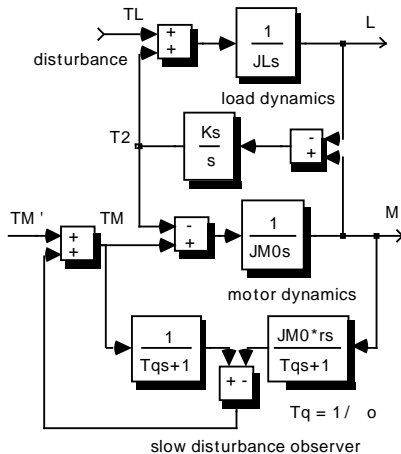 TL
+
+
1
JLs
L
disturbance
load dynamics
T2
Ks
s
-
+
TM '
+
+
TM
-
+
1
JM0s
M
motor dynamics
1
Tqs+1
+ -
JM0*rs
Tqs+1
Tq = 1/ o
slow disturbance observer